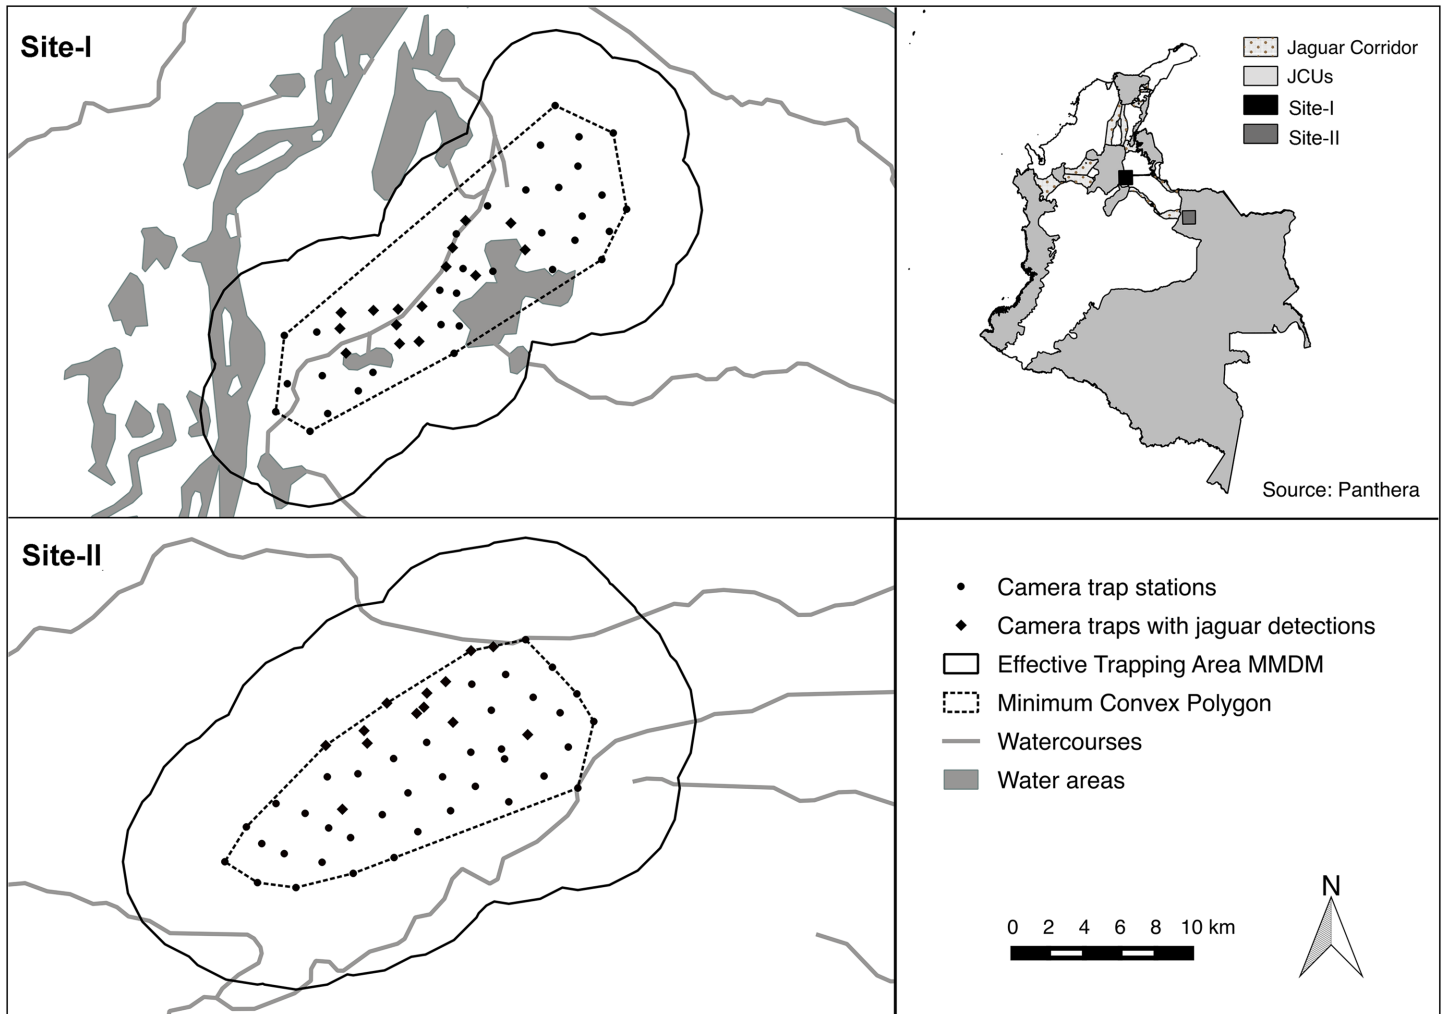 Site-I
Jaguar Corridor
JCUs
Site-I
Site-II
Source: Panthera
Site-II
Camera trap stations
Camera traps with jaguar detections
Effective Trapping Area MMDM
Minimum Convex Polygon
Watercourses
Water areas
N
0 2 4 6 8 10 km